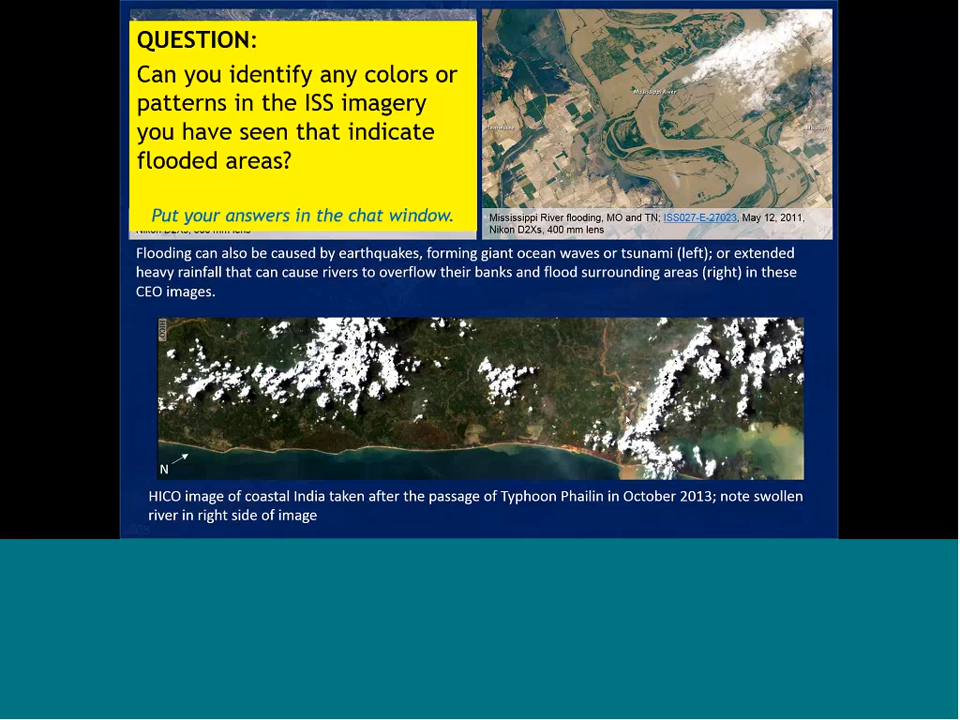 QUESTION:
Can you identify any colors or
patterns in the ISS imagery
you have seen that indicate
flooded areas?
Put your answers in the chat window.
Mississippi River
Tennessee
Mississippi River flooding, MO and TN; ISS027-E-27023, May 12, 2011,
Nikon D2Xs, 400 mm lens
Flooding can also be caused by earthquakes, forming giant ocean waves or tsunami (left); or extended
heavy rainfall that can cause rivers to overflow their banks and flood surrounding areas (right) in these
CEO images.
HICO
N
HICO image of coastal India taken after the passage of Typhoon Phailin in October 2013; note swollen
river in right side of image